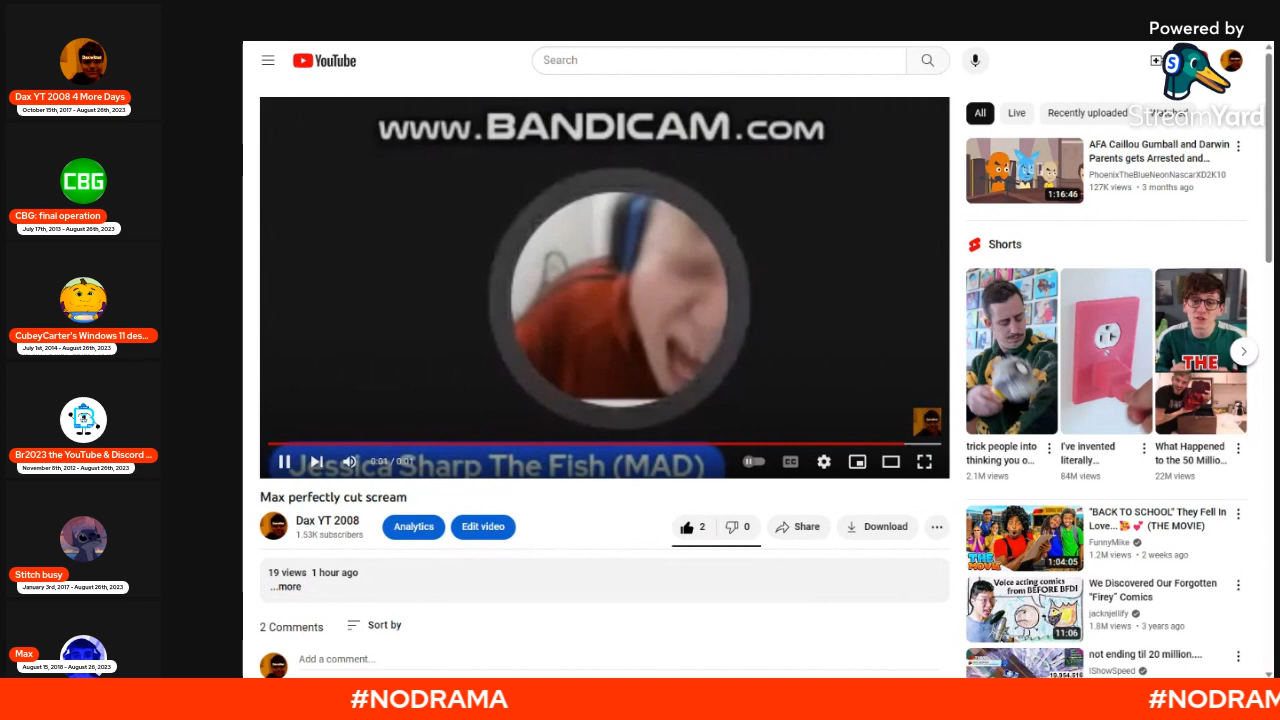 Powered by
StreamYard
Dax YT 2008 4 More Days
October 15th, 2017 - August 26th, 2023
CBG
CBG: final operation
July 17th, 2013 - August 26th, 2023
CubeyCarter's Windows 11 des...
July 1st, 2014 - August 26th, 2023
Br2023 the YouTube & Discord ...
November 6th, 2012 - August 26th, 2023
Stitch busy
January 3rd, 2017 - August 26th, 2023
Max
August 15, 2016 - August 26, 2023
YouTube
Search
www.BANDICAM.com
Jessica Sharp The Fish (MAD)
0:01 / 0:01
Max perfectly cut scream
Dax YT 2008
1.53K subscribers
Analytics
Edit video
2
0
Share
Download
19 views 1 hour ago
...more
2 Comments
Sort by
Add a comment...
All
Live
Recently uploaded
Watched
AFA Caillou Gumball and Darwin
Parents gets Arrested and...
PhoenixTheBlueNeonNascarXD2K10
127K views • 3 months ago
1:16:46
Shorts
THE
trick people into
thinking you o...
2.1M views
I've invented
literally...
84M views
What Happened
to the 50 Millio...
22M views
"BACK TO SCHOOL" They Fell In
Love... (THE MOVIE)
FunnyMike
1.2M views • 2 weeks ago
THE
MOVIE
1:04:05
Voice acting comics
from BEFORE BFDI
We Discovered Our Forgotten
"Firey" Comics
jacknjellify
1.8M views • 3 years ago
11:06
not ending til 20 million....
IShowSpeed
19,954,516
#NODRAMA
#NODRAM